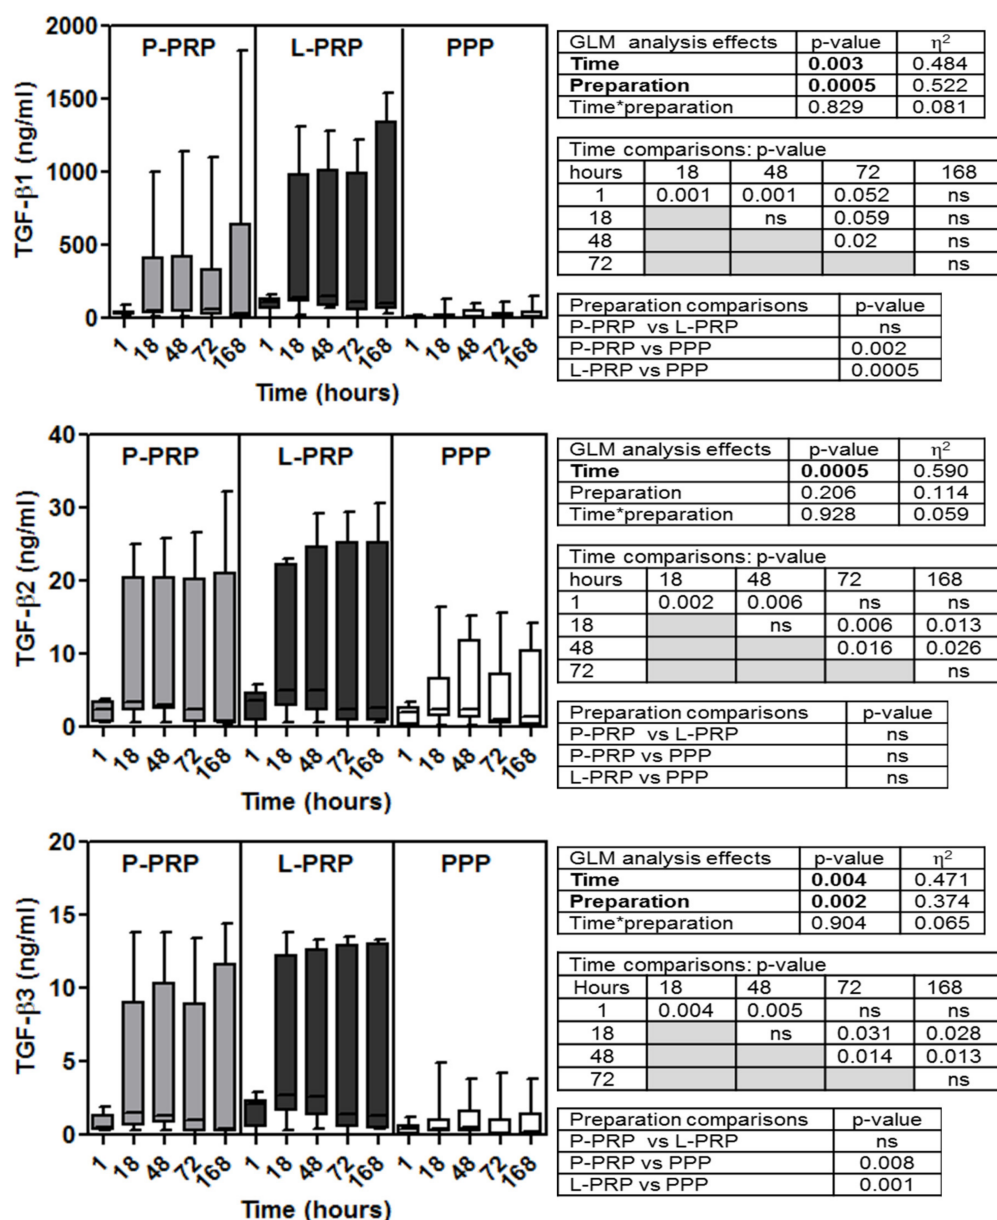 P-PRP L-PRP PPP
TGF-β1 (ng/ml)
2000
1500
1000
500
0
1 18 48 72 168 1 18 48 72 168 1 18 48 72 168
Time (hours)
GLM analysis effects p-value η²
Time 0.003 0.484
Preparation 0.0005 0.522
Time*preparation 0.829 0.081
Time comparisons: p-value
hours 18 48 72 168
1 0.001 0.001 0.052 ns
18 ns 0.059 ns
48 0.02 ns
72 ns
Preparation comparisons p-value
P-PRP vs L-PRP ns
P-PRP vs PPP 0.002
L-PRP vs PPP 0.0005
P-PRP L-PRP PPP
TGF-β2 (ng/ml)
40
30
20
10
0
1 18 48 72 168 1 18 48 72 168 1 18 48 72 168
Time (hours)
GLM analysis effects p-value η²
Time 0.0005 0.590
Preparation 0.206 0.114
Time*preparation 0.928 0.059
Time comparisons: p-value
hours 18 48 72 168
1 0.002 0.006 ns ns
18 ns 0.006 0.013
48 0.016 0.026
72 ns
Preparation comparisons p-value
P-PRP vs L-PRP ns
P-PRP vs PPP ns
L-PRP vs PPP ns
P-PRP L-PRP PPP
TGF-β3 (ng/ml)
20
15
10
5
0
1 18 48 72 168 1 18 48 72 168 1 18 48 72 168
Time (hours)
GLM analysis effects p-value η²
Time 0.004 0.471
Preparation 0.002 0.374
Time*preparation 0.904 0.065
Time comparisons: p-value
Hours 18 48 72 168
1 0.004 0.005 ns ns
18 ns 0.031 0.028
48 0.014 0.013
72 ns
Preparation comparisons p-value
P-PRP vs L-PRP ns
P-PRP vs PPP 0.008
L-PRP vs PPP 0.001